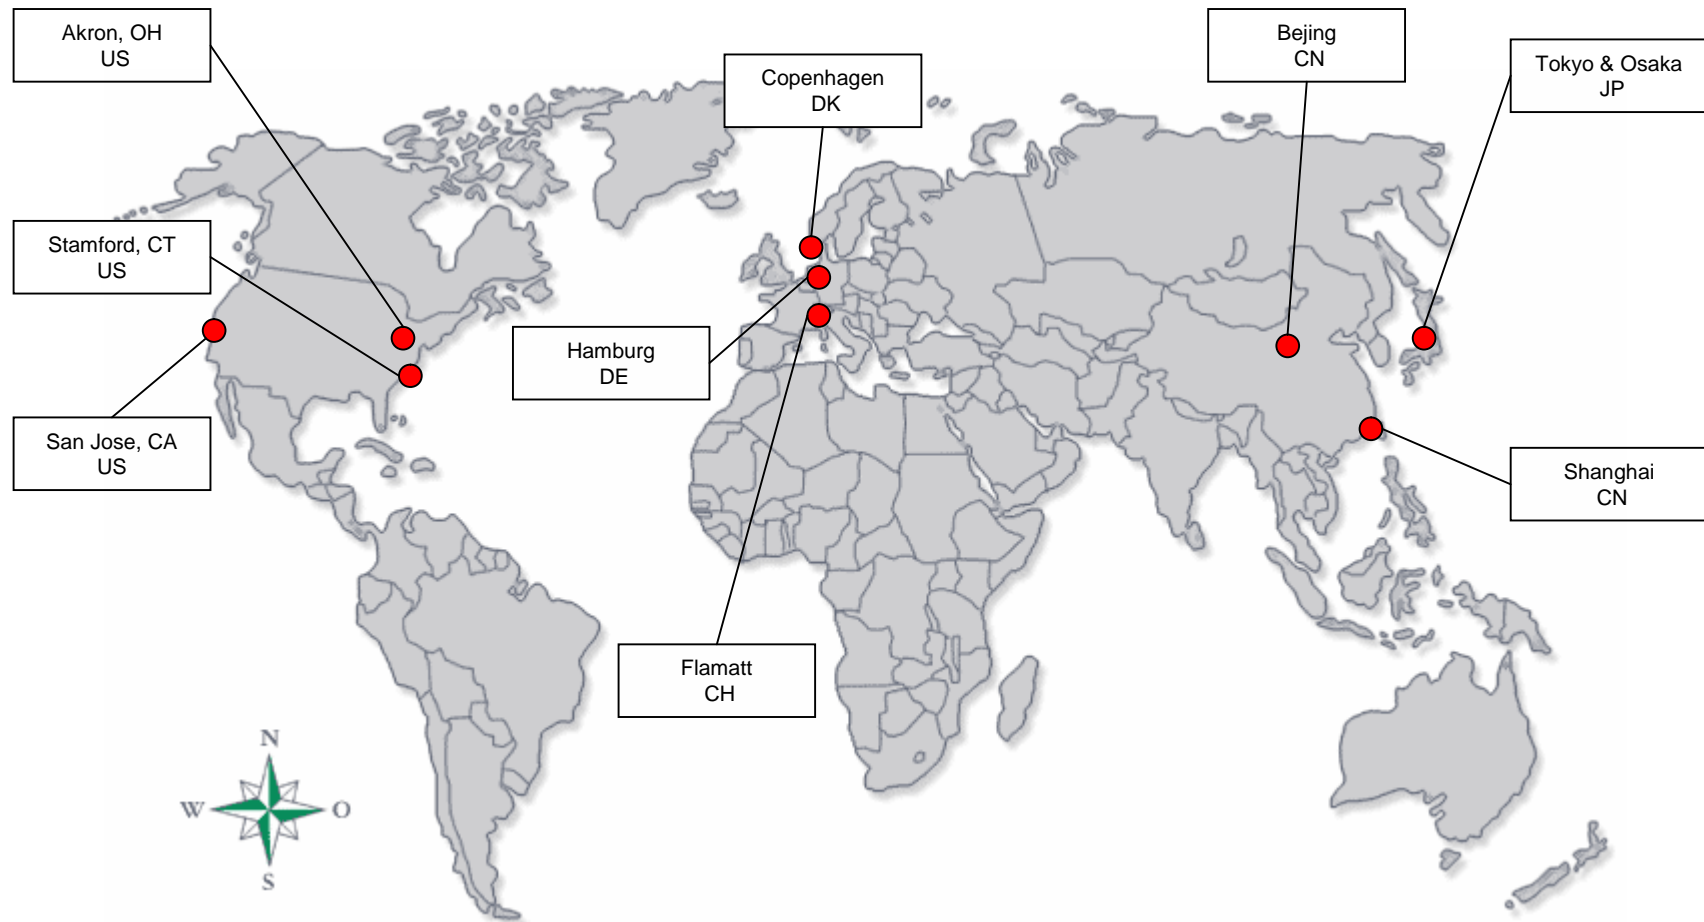 Akron, OH
US
Copenhagen
DK
Bejing
CN
Tokyo & Osaka
JP
Stamford, CT
US
Hamburg
DE
San Jose, CA
US
Shanghai
CN
Flamatt
CH
N
W
O
S